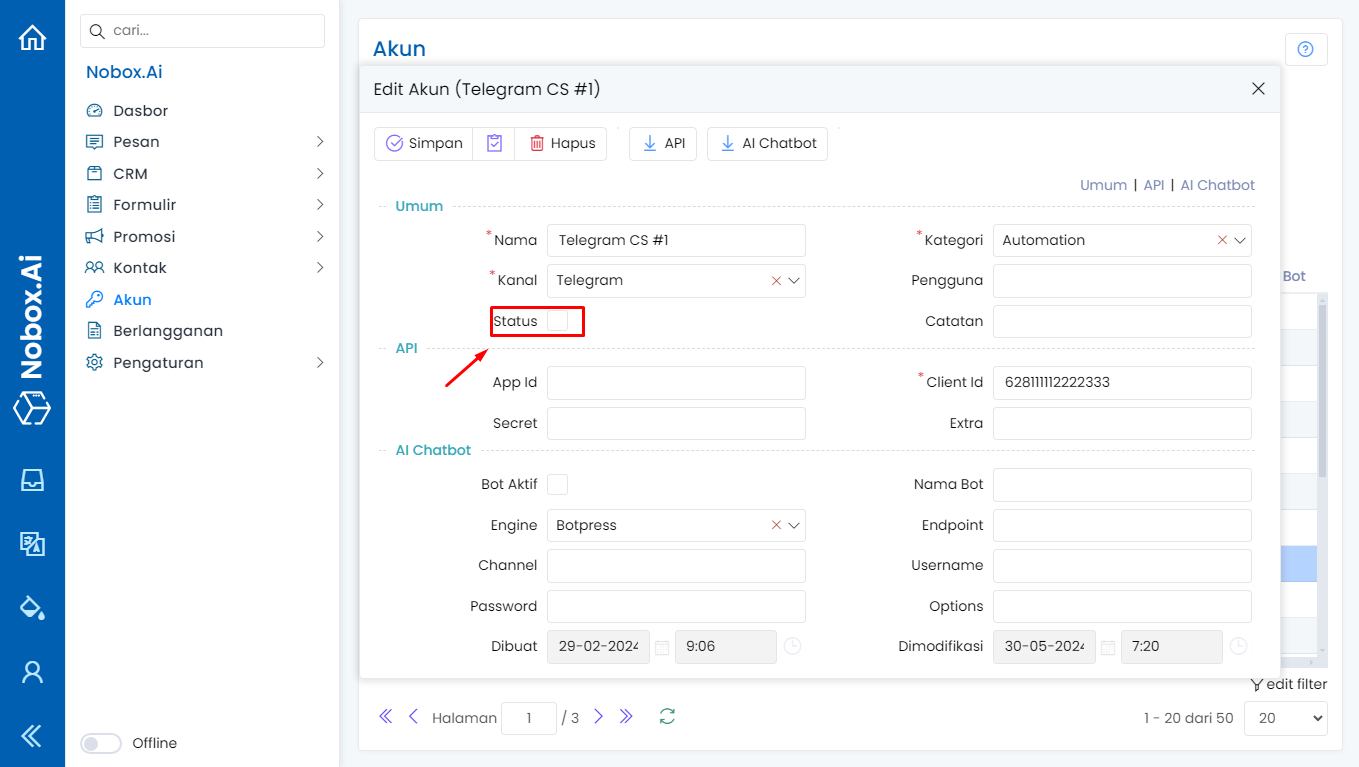 cari...
Nobox.Ai
Dasbor
Pesan
CRM
Formulir
Promosi
Kontak
Akun
Berlangganan
Pengaturan
Offline
Nobox.Ai
Akun
Edit Akun (Telegram CS #1)
Simpan Hapus API AI Chatbot
Umum | API | AI Chatbot
Umum
*Nama Telegram CS #1 *Kategori Automation
*Kanal Telegram Pengguna
Status Catatan
API
App Id *Client Id 628111112222333
Secret Extra
AI Chatbot
Bot Aktif Nama Bot
Engine Botpress Endpoint
Channel Username
Password Options
Dibuat 29-02-2024 9:06 Dimodifikasi 30-05-2024 7:20
Bot
edit filter
Halaman 1 / 3 1 - 20 dari 50 20